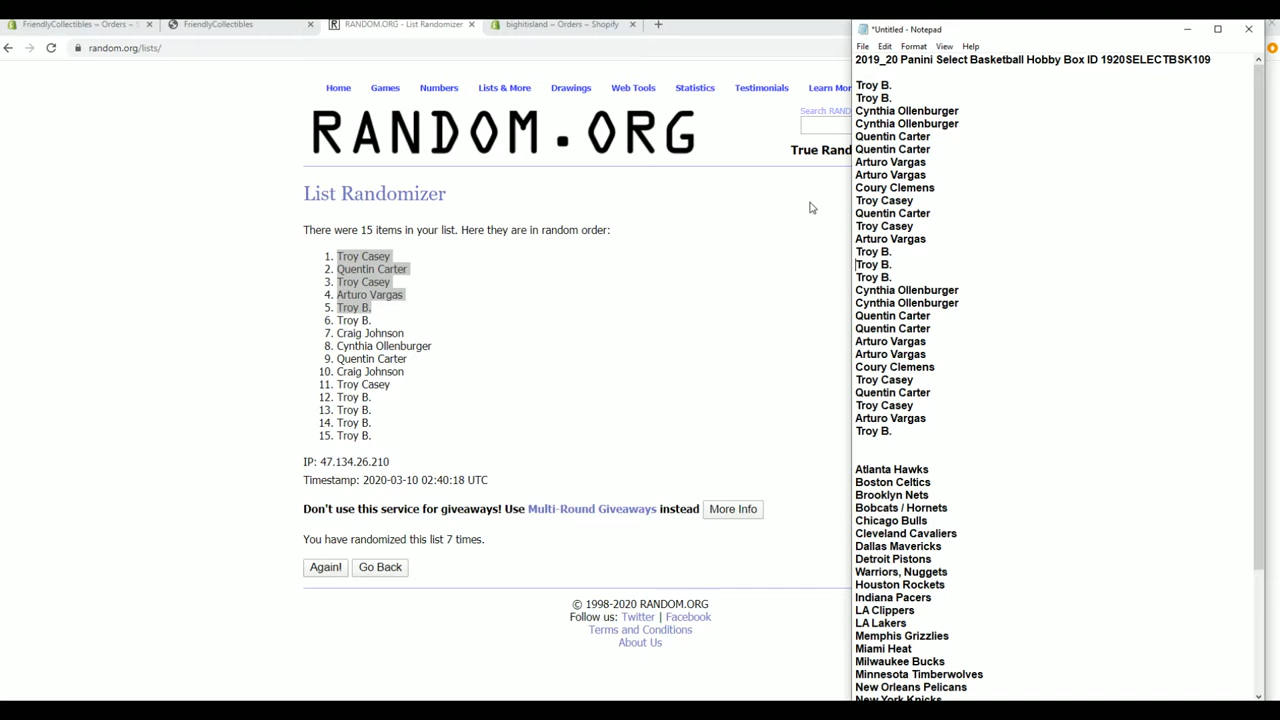 FriendlyCollectibles ~ Orders ~ S
FriendlyCollectibles
RANDOM.ORG - List Randomizer
bighitisland ~ Orders ~ Shopify
random.org/lists/
Home Games Numbers Lists & More Drawings Web Tools Statistics Testimonials Learn Mor
RANDOM.ORG
Search RAND
True Rand
List Randomizer
There were 15 items in your list. Here they are in random order:
1. Troy Casey
2. Quentin Carter
3. Troy Casey
4. Arturo Vargas
5. Troy B.
6. Troy B.
7. Craig Johnson
8. Cynthia Ollenburger
9. Quentin Carter
10. Craig Johnson
11. Troy Casey
12. Troy B.
13. Troy B.
14. Troy B.
15. Troy B.
IP: 47.134.26.210
Timestamp: 2020-03-10 02:40:18 UTC
Don't use this service for giveaways! Use Multi-Round Giveaways instead More Info
You have randomized this list 7 times.
Again! Go Back
© 1998-2020 RANDOM.ORG
Follow us: Twitter | Facebook
Terms and Conditions
About Us
*Untitled - Notepad
File Edit Format View Help
2019_20 Panini Select Basketball Hobby Box ID 1920SELECTBSK109
Troy B.
Troy B.
Cynthia Ollenburger
Cynthia Ollenburger
Quentin Carter
Quentin Carter
Arturo Vargas
Arturo Vargas
Coury Clemens
Troy Casey
Quentin Carter
Troy Casey
Arturo Vargas
Troy B.
Troy B.
Troy B.
Cynthia Ollenburger
Cynthia Ollenburger
Quentin Carter
Quentin Carter
Arturo Vargas
Arturo Vargas
Coury Clemens
Troy Casey
Quentin Carter
Troy Casey
Arturo Vargas
Troy B.
Atlanta Hawks
Boston Celtics
Brooklyn Nets
Bobcats / Hornets
Chicago Bulls
Cleveland Cavaliers
Dallas Mavericks
Detroit Pistons
Warriors, Nuggets
Houston Rockets
Indiana Pacers
LA Clippers
LA Lakers
Memphis Grizzlies
Miami Heat
Milwaukee Bucks
Minnesota Timberwolves
New Orleans Pelicans
New York Knicks